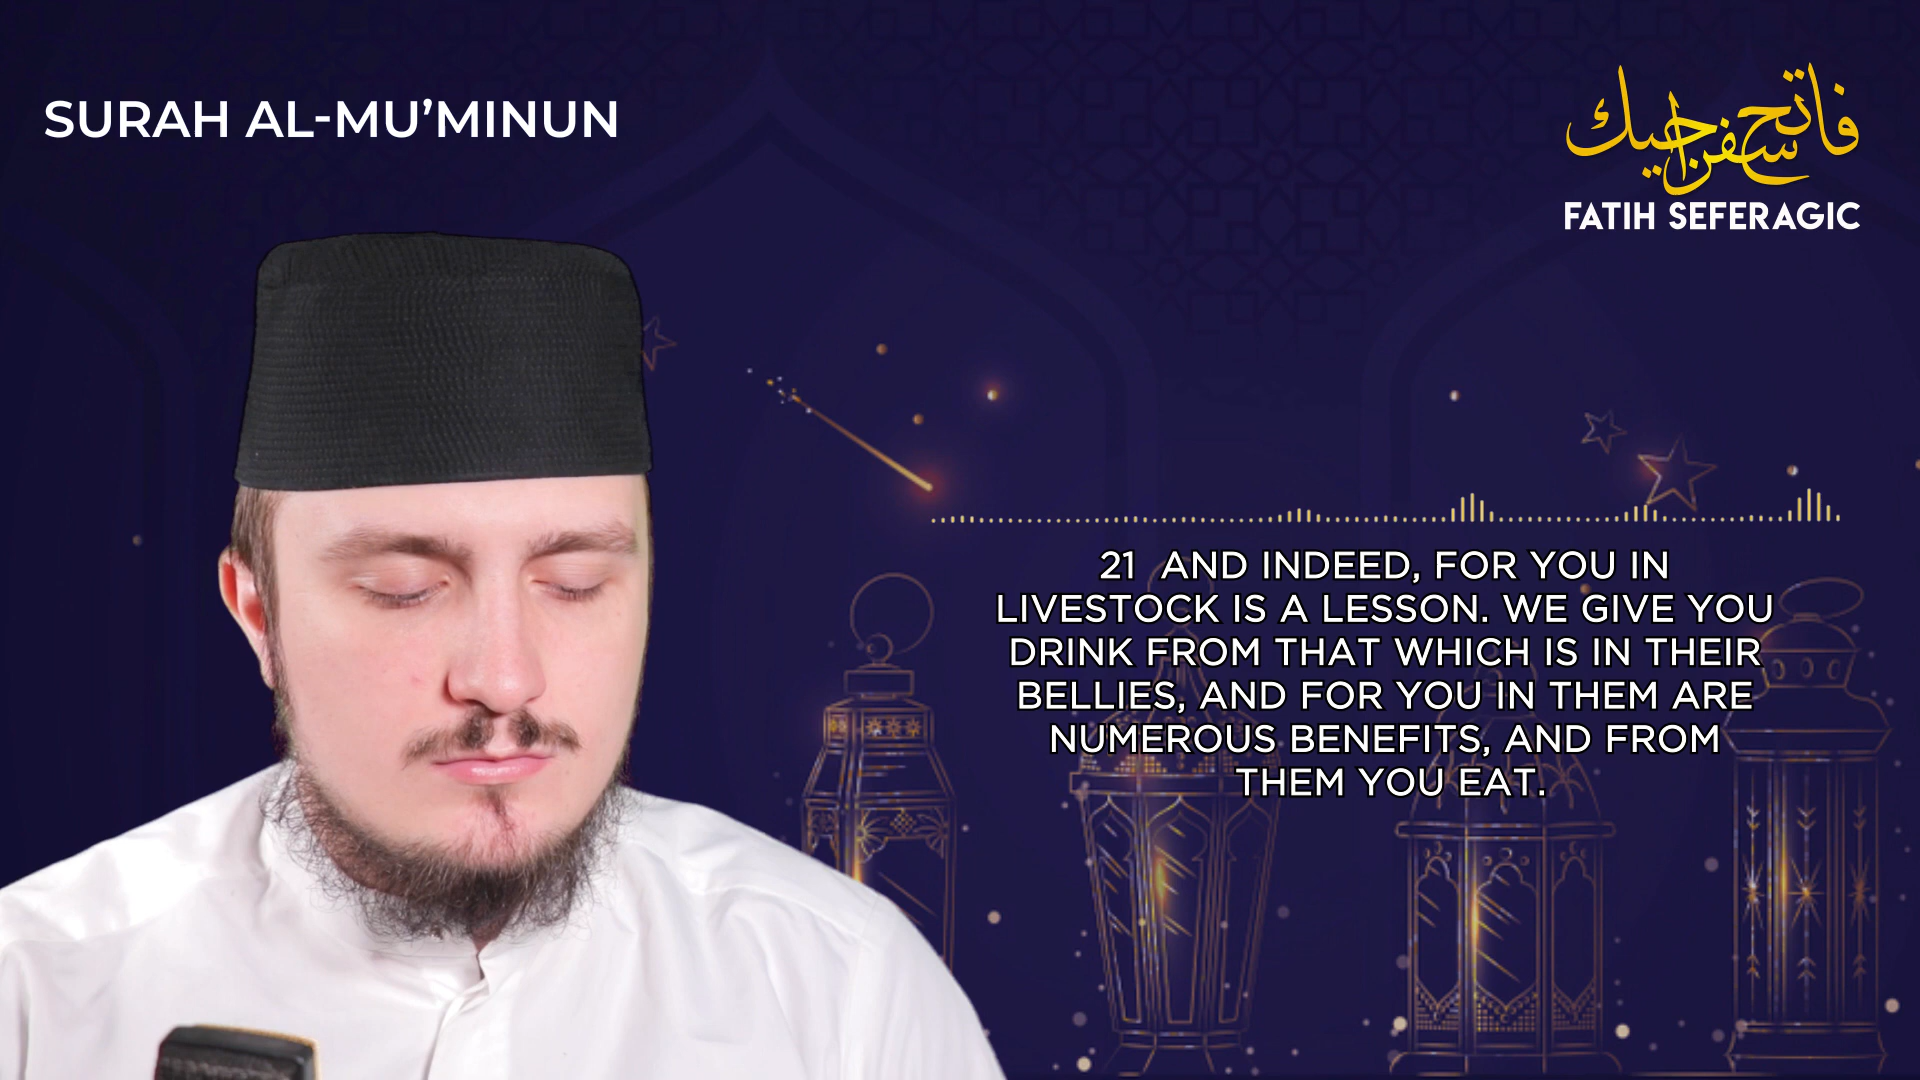 SURAH AL-MU’MINUN
فاتح سفراجيك
FATIH SEFERAGIC
21 AND INDEED, FOR YOU IN
LIVESTOCK IS A LESSON. WE GIVE YOU
DRINK FROM THAT WHICH IS IN THEIR
BELLIES, AND FOR YOU IN THEM ARE
NUMEROUS BENEFITS, AND FROM
THEM YOU EAT.